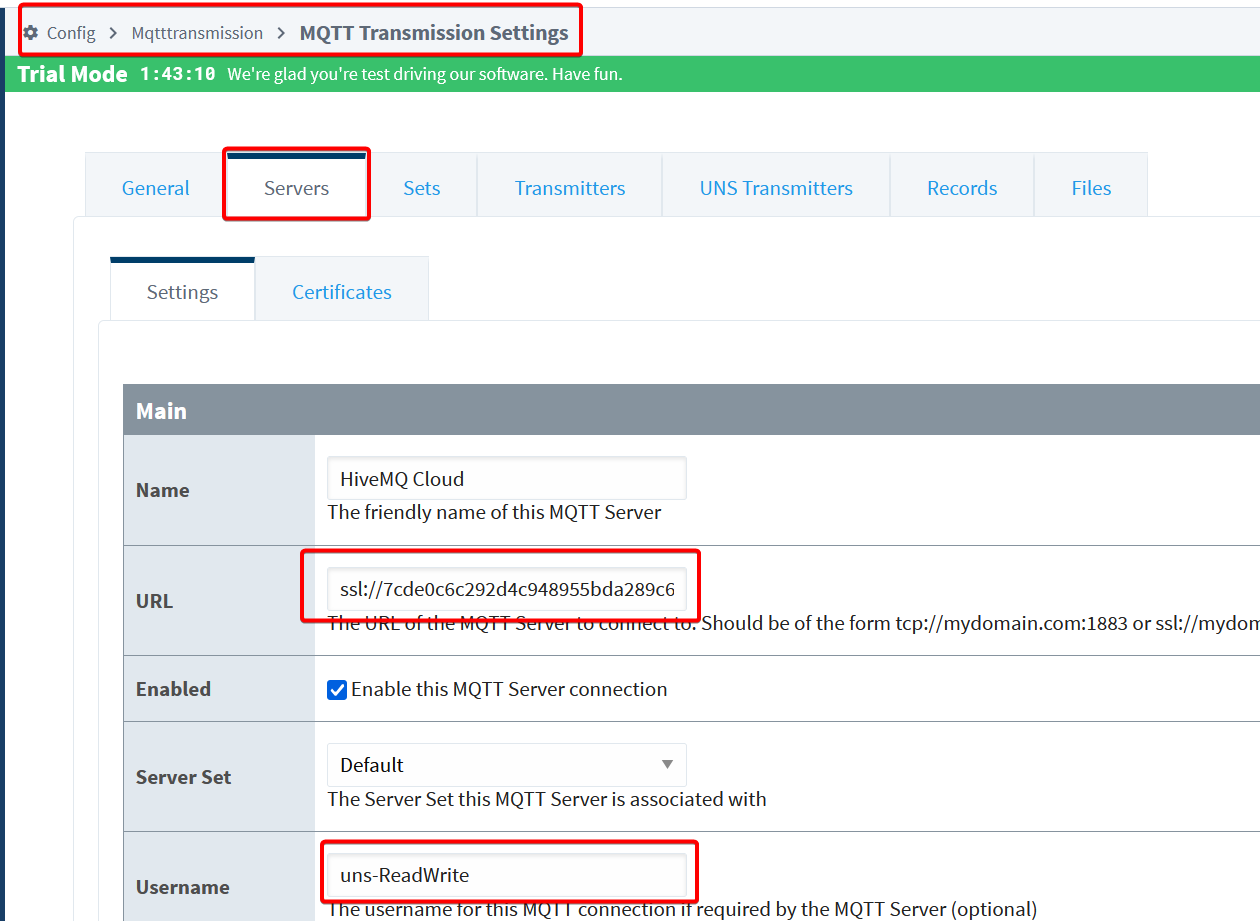 Config > Mqtttransmission > MQTT Transmission Settings
Trial Mode 1:43:10 We're glad you're test driving our software. Have fun.
General Servers Sets Transmitters UNS Transmitters Records Files
Settings Certificates
Main
Name
HiveMQ Cloud
The friendly name of this MQTT Server
URL
ssl://7cde0c6c292d4c948955bda289c6
The URL of the MQTT Server to connect to. Should be of the form tcp://mydomain.com:1883 or ssl://mydom
Enabled
Enable this MQTT Server connection
Server Set
Default
The Server Set this MQTT Server is associated with
Username
uns-ReadWrite
The username for this MQTT connection if required by the MQTT Server (optional)